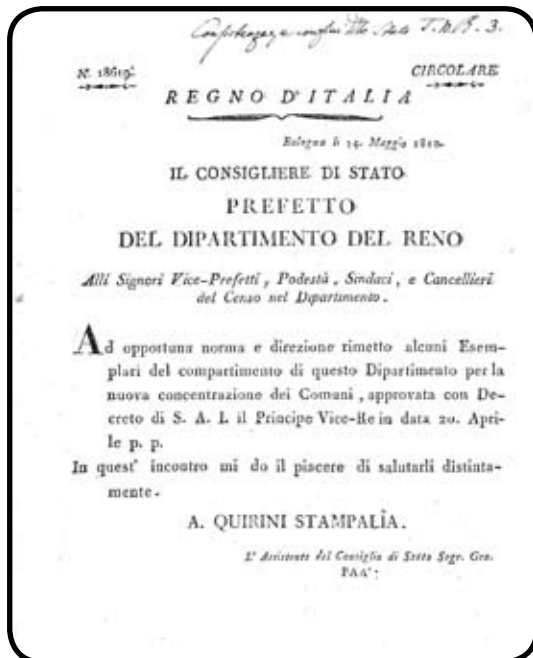 3.
CIRCOLARE
REGNO D'ITALIA
Bologna li 14. Maggio 1810.
IL CONSIGLIERE DI STATO
PREFETTO
DEL DIPARTIMENTO DEL RENO
Alli Signori Vice-Prefetti, Podestà, Sindaci, e Cancellieri
del Censo nel Dipartimento.
Ad opportuna norma e direzione rimetto alcuni Esem-
plari del compartimento di questo Dipartimento per la
nuova concentrazione dei Comuni, approvata con De-
creto di S. A. I. il Principe Vice-Re in data 20. Apri-
le p. p.
In quest' incontro mi do il piacere di salutarli distinta-
mente.
A. QUIRINI STAMPALÌA.
L' Assistente del Consiglio di Stato Segr. Gen.